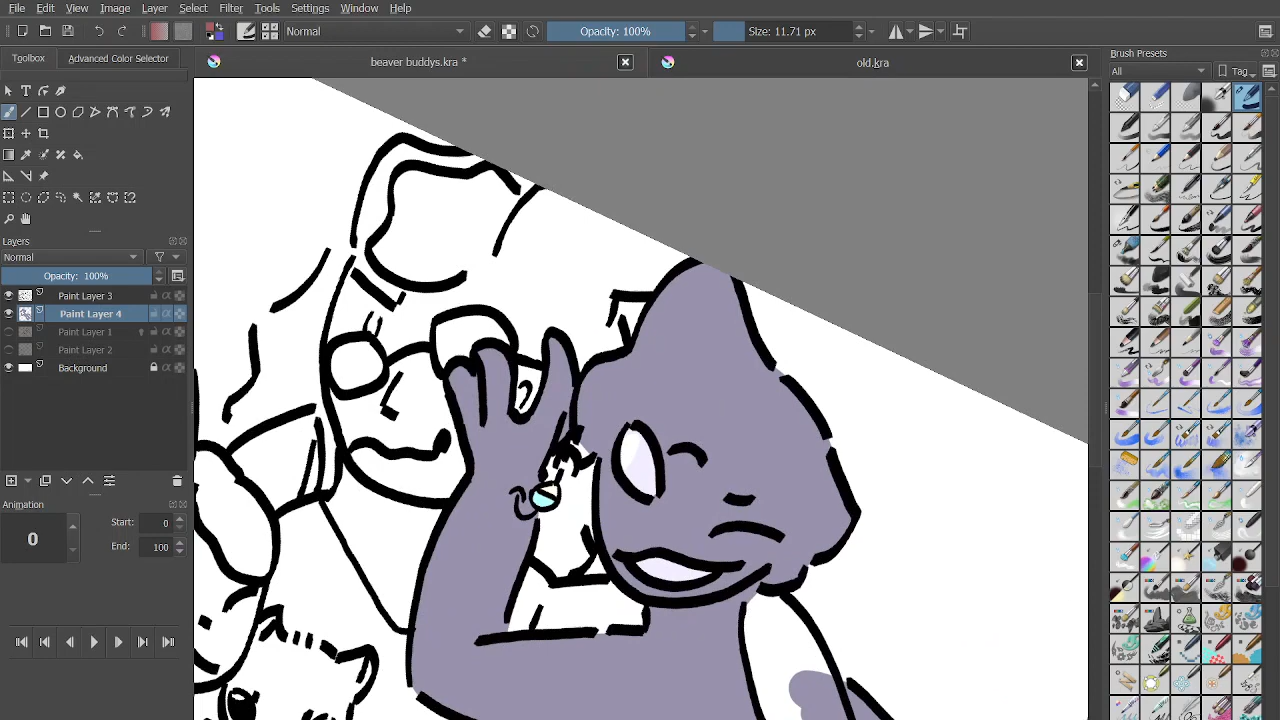 File Edit View Image Layer Select Filter Tools Settings Window Help
Normal Opacity: 100% Size: 11.71 px
Toolbox Advanced Color Selector beaver buddys.kra * old.kra Brush Presets
All Tag
Layers
Normal
Opacity: 100%
Paint Layer 3
Paint Layer 4
Paint Layer 1
Paint Layer 2
Background
Animation
0 Start: 0
End: 100